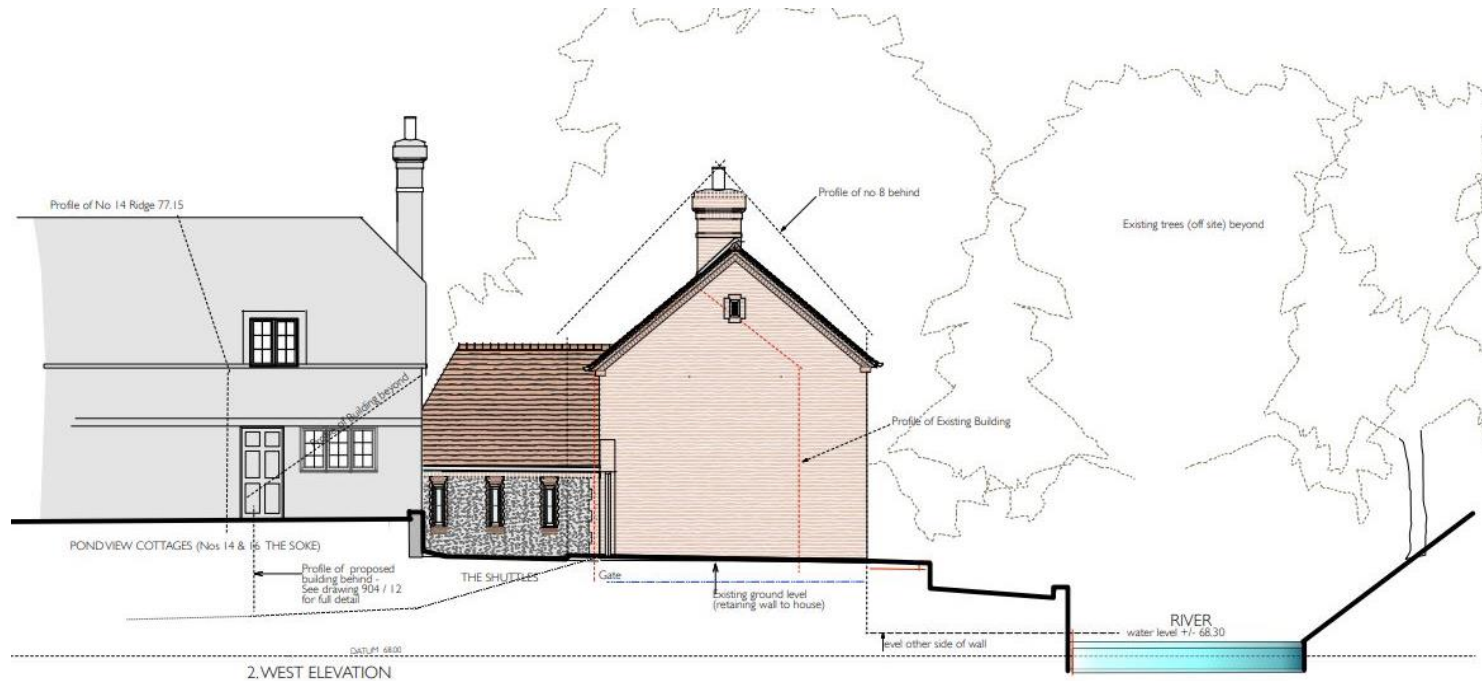 Profile of No 14 Ridge 77.15
Profile of no 8 behind
Existing trees (off site) beyond
Profile of Building beyond
Profile of Existing Building
POND VIEW COTTAGES (Nos 14 & 16 THE SOKE)
Profile of proposed
building behind -
See drawing 904 / 12
for full detail
THE SHUTTLES
Gate
Existing ground level
(retaining wall to house)
RIVER
water level +/- 68.30
level other side of wall
DATUM 68.00
2. WEST ELEVATION